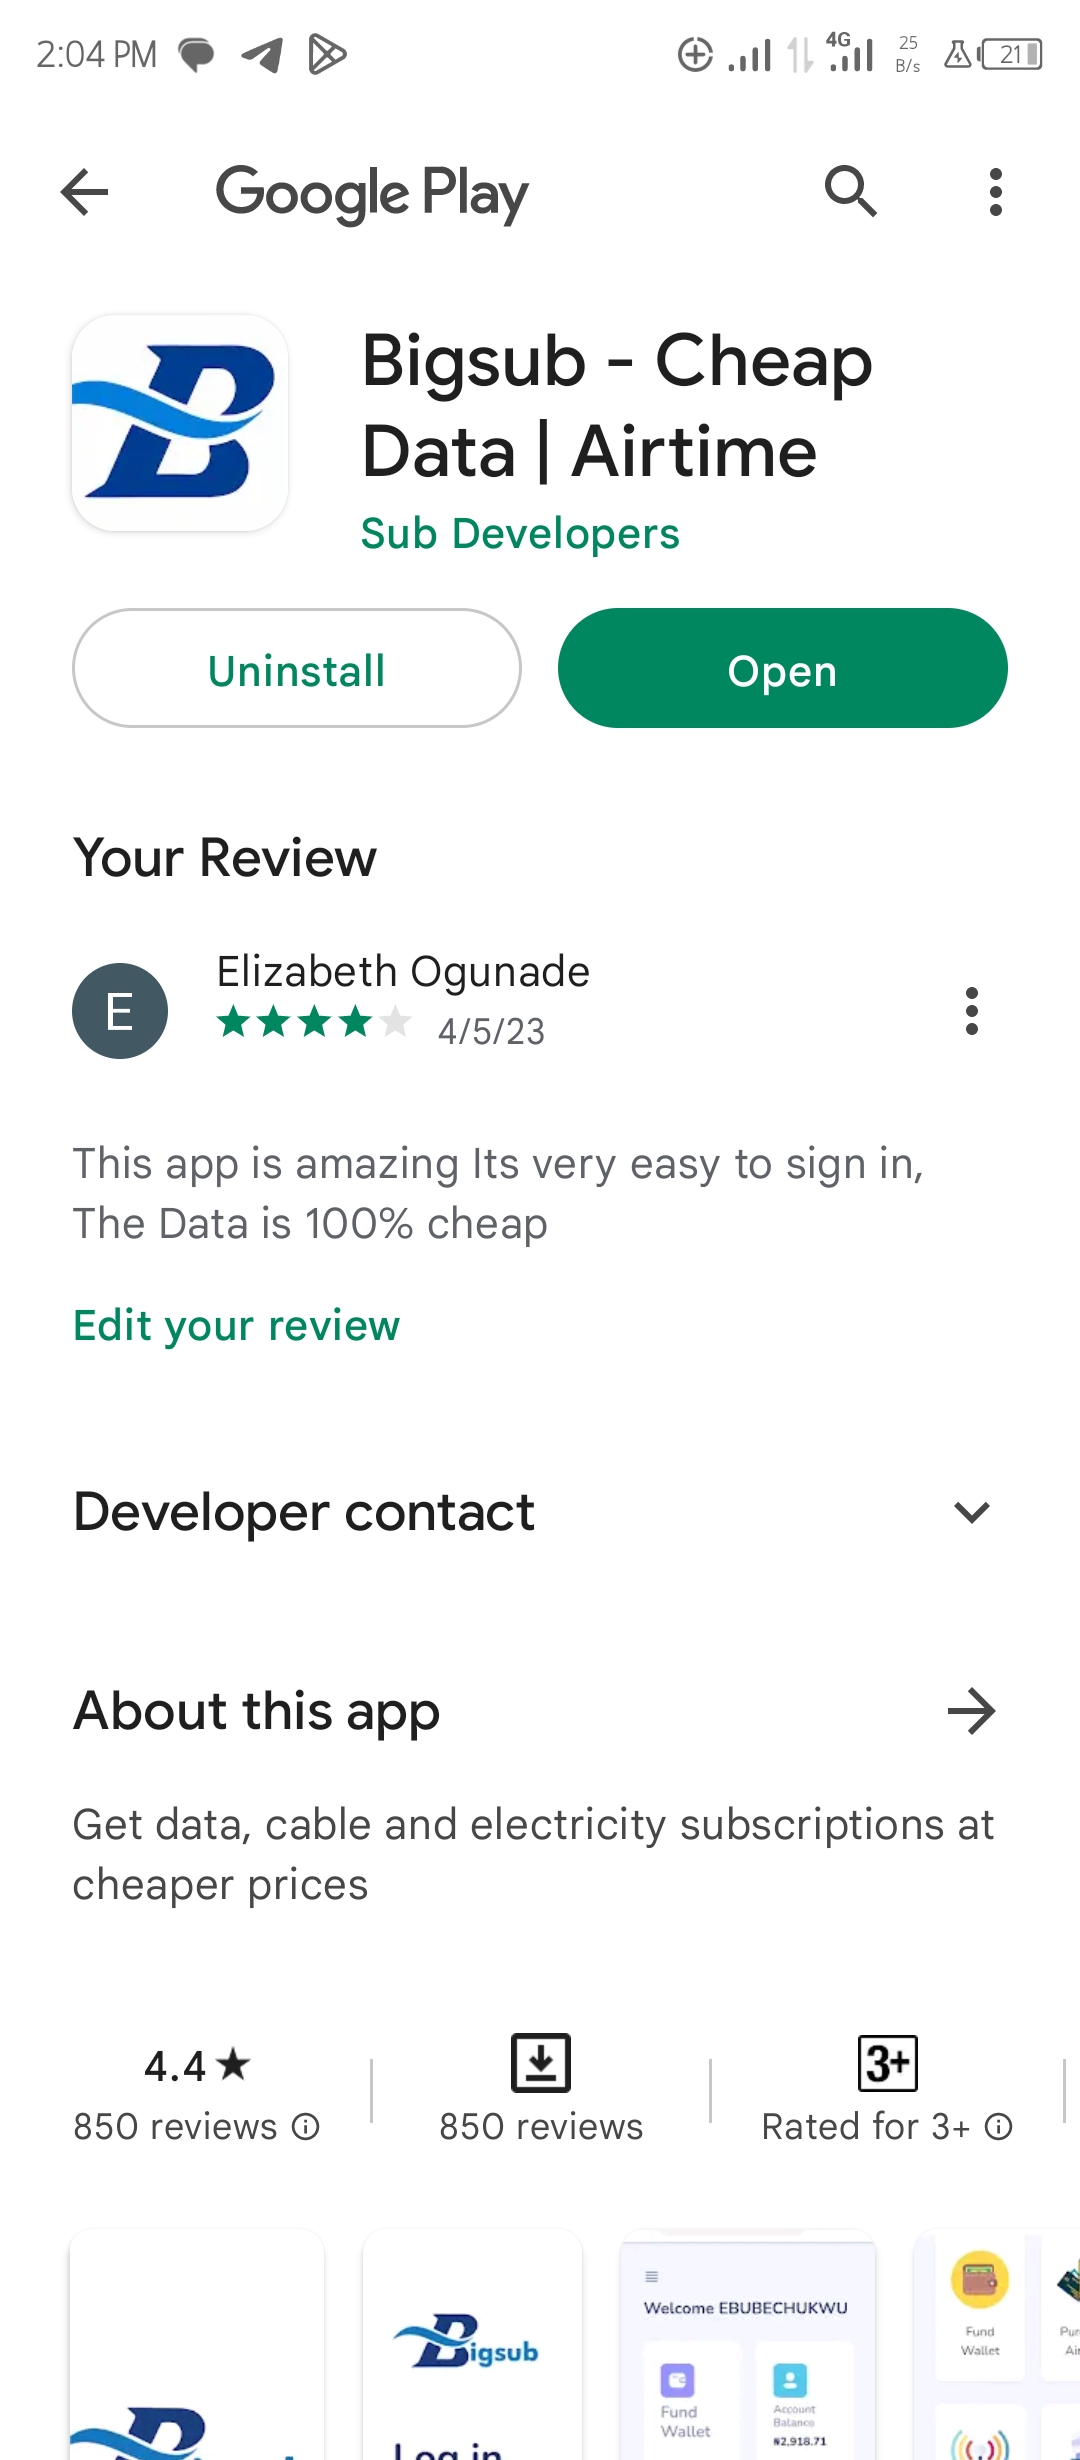 2:04 PM
4G
25
B/s
21
Google Play
Bigsub - Cheap
Data | Airtime
Sub Developers
Uninstall
Open
Your Review
E
Elizabeth Ogunade
4/5/23
This app is amazing Its very easy to sign in,
The Data is 100% cheap
Edit your review
Developer contact
About this app
Get data, cable and electricity subscriptions at
cheaper prices
4.4★
850 reviews
850 reviews
3+
Rated for 3+
Bigsub
Log in
Welcome EBUBECHUKWU
Fund
Wallet
Account
Balance
₦2,918.71
Fund
Wallet